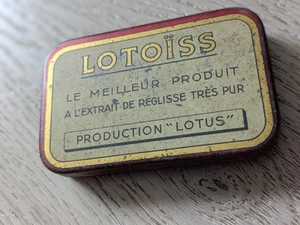 LOTOÏSS
LE MEILLEUR PRODUIT
A L'EXTRAIT DE RÉGLISSE TRÈS PUR
PRODUCTION "LOTUS"